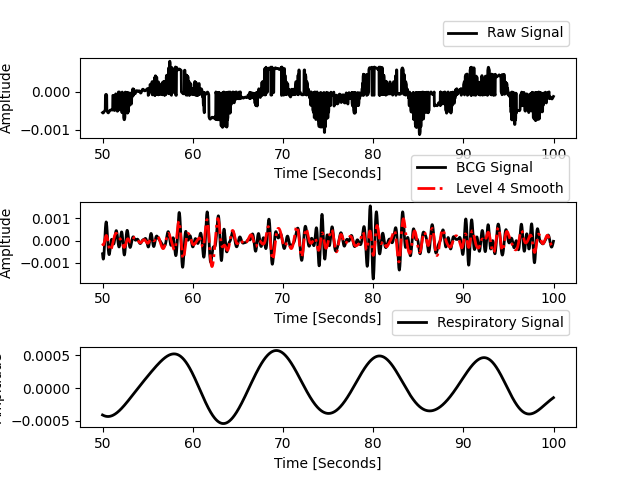 Raw Signal
Ampltiude
0.000
−0.001
50 60 70 80 90 100
Time [Seconds]
BCG Signal
Level 4 Smooth
Ampltiude
0.001
0.000
−0.001
50 60 70 80 90 100
Time [Seconds]
Respiratory Signal
0.0005
0.0000
−0.0005
50 60 70 80 90 100
Time [Seconds]